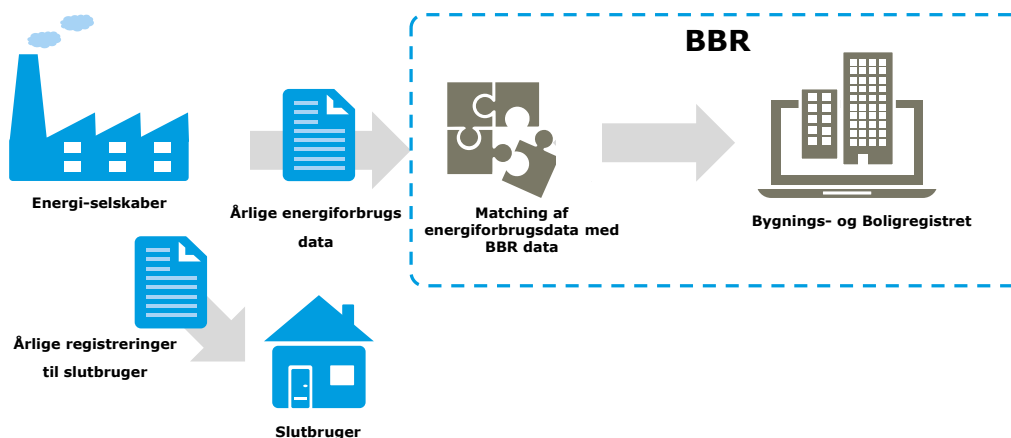 BBR
Energi-selskaber
Årlige energiforbrugs
data
Matching af
energiforbrugsdata med
BBR data
Bygnings- og Boligregistret
Årlige registreringer
til slutbruger
Slutbruger